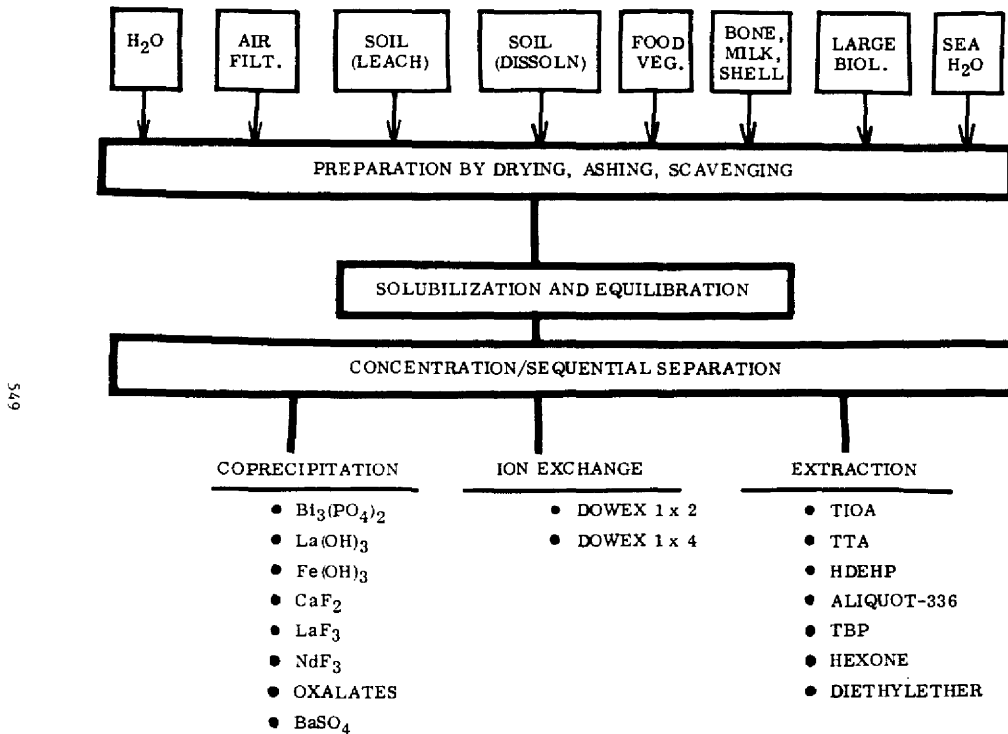 H₂O
AIR
FILT.
SOIL
(LEACH)
SOIL
(DISSOLN)
FOOD
VEG.
BONE,
MILK,
SHELL
LARGE
BIOL.
SEA
H₂O
PREPARATION BY DRYING, ASHING, SCAVENGING
SOLUBILIZATION AND EQUILIBRATION
CONCENTRATION/SEQUENTIAL SEPARATION
549
COPRECIPITATION
• Bi₃(PO₄)₂
• La(OH)₃
• Fe(OH)₃
• CaF₂
• LaF₃
• NdF₃
• OXALATES
• BaSO₄
ION EXCHANGE
• DOWEX 1 x 2
• DOWEX 1 x 4
EXTRACTION
• TIOA
• TTA
• HDEHP
• ALIQUOT-336
• TBP
• HEXONE
• DIETHYLETHER